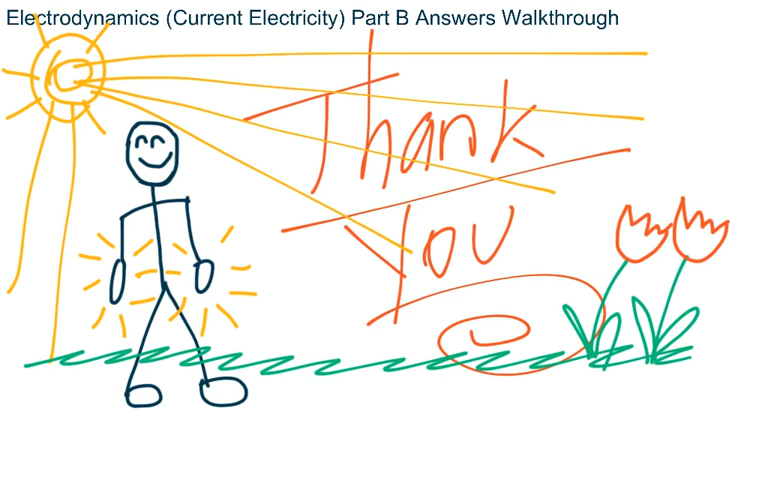 Electrodynamics (Current Electricity) Part B Answers Walkthrough
Thank
You